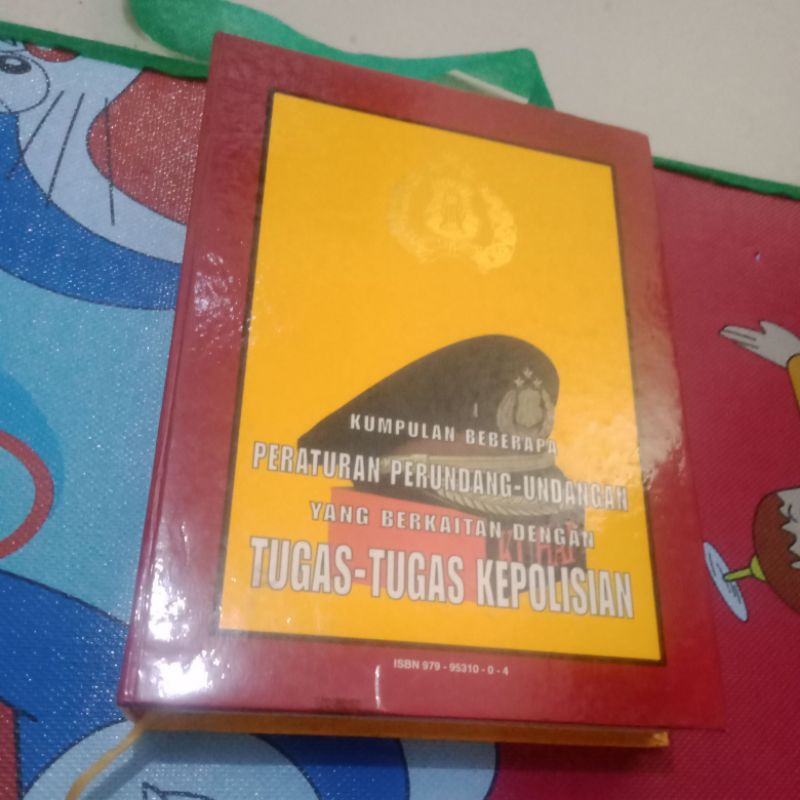 KUMPULAN BEBERAPA
PERATURAN PERUNDANG-UNDANGAN
YANG BERKAITAN DENGAN
TUGAS-TUGAS KEPOLISIAN
ISBN 979 - 95310 - 0 - 4